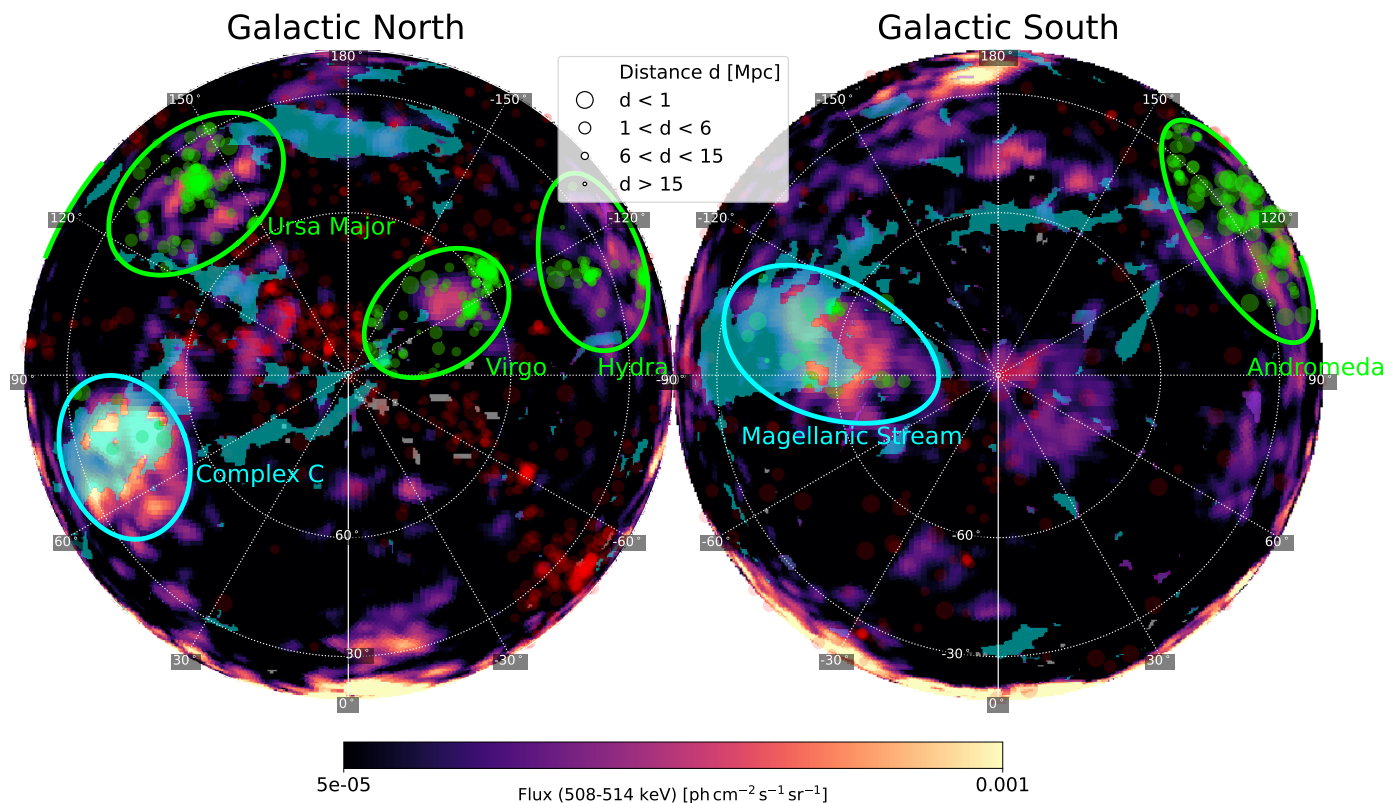 Galactic North
Galactic South
180°
150°
-150°
120°
-120°
90°
-90°
60°
-60°
30°
-30°
0°
60°
30°
Ursa Major
Virgo
Hydra
Complex C
Distance d [Mpc]
d < 1
1 < d < 6
6 < d < 15
d > 15
180°
-150°
150°
-120°
120°
90°
-60°
60°
-30°
30°
0°
-60°
-30°
Andromeda
Magellanic Stream
5e-05
0.001
Flux (508-514 keV) [ph cm⁻² s⁻¹ sr⁻¹]